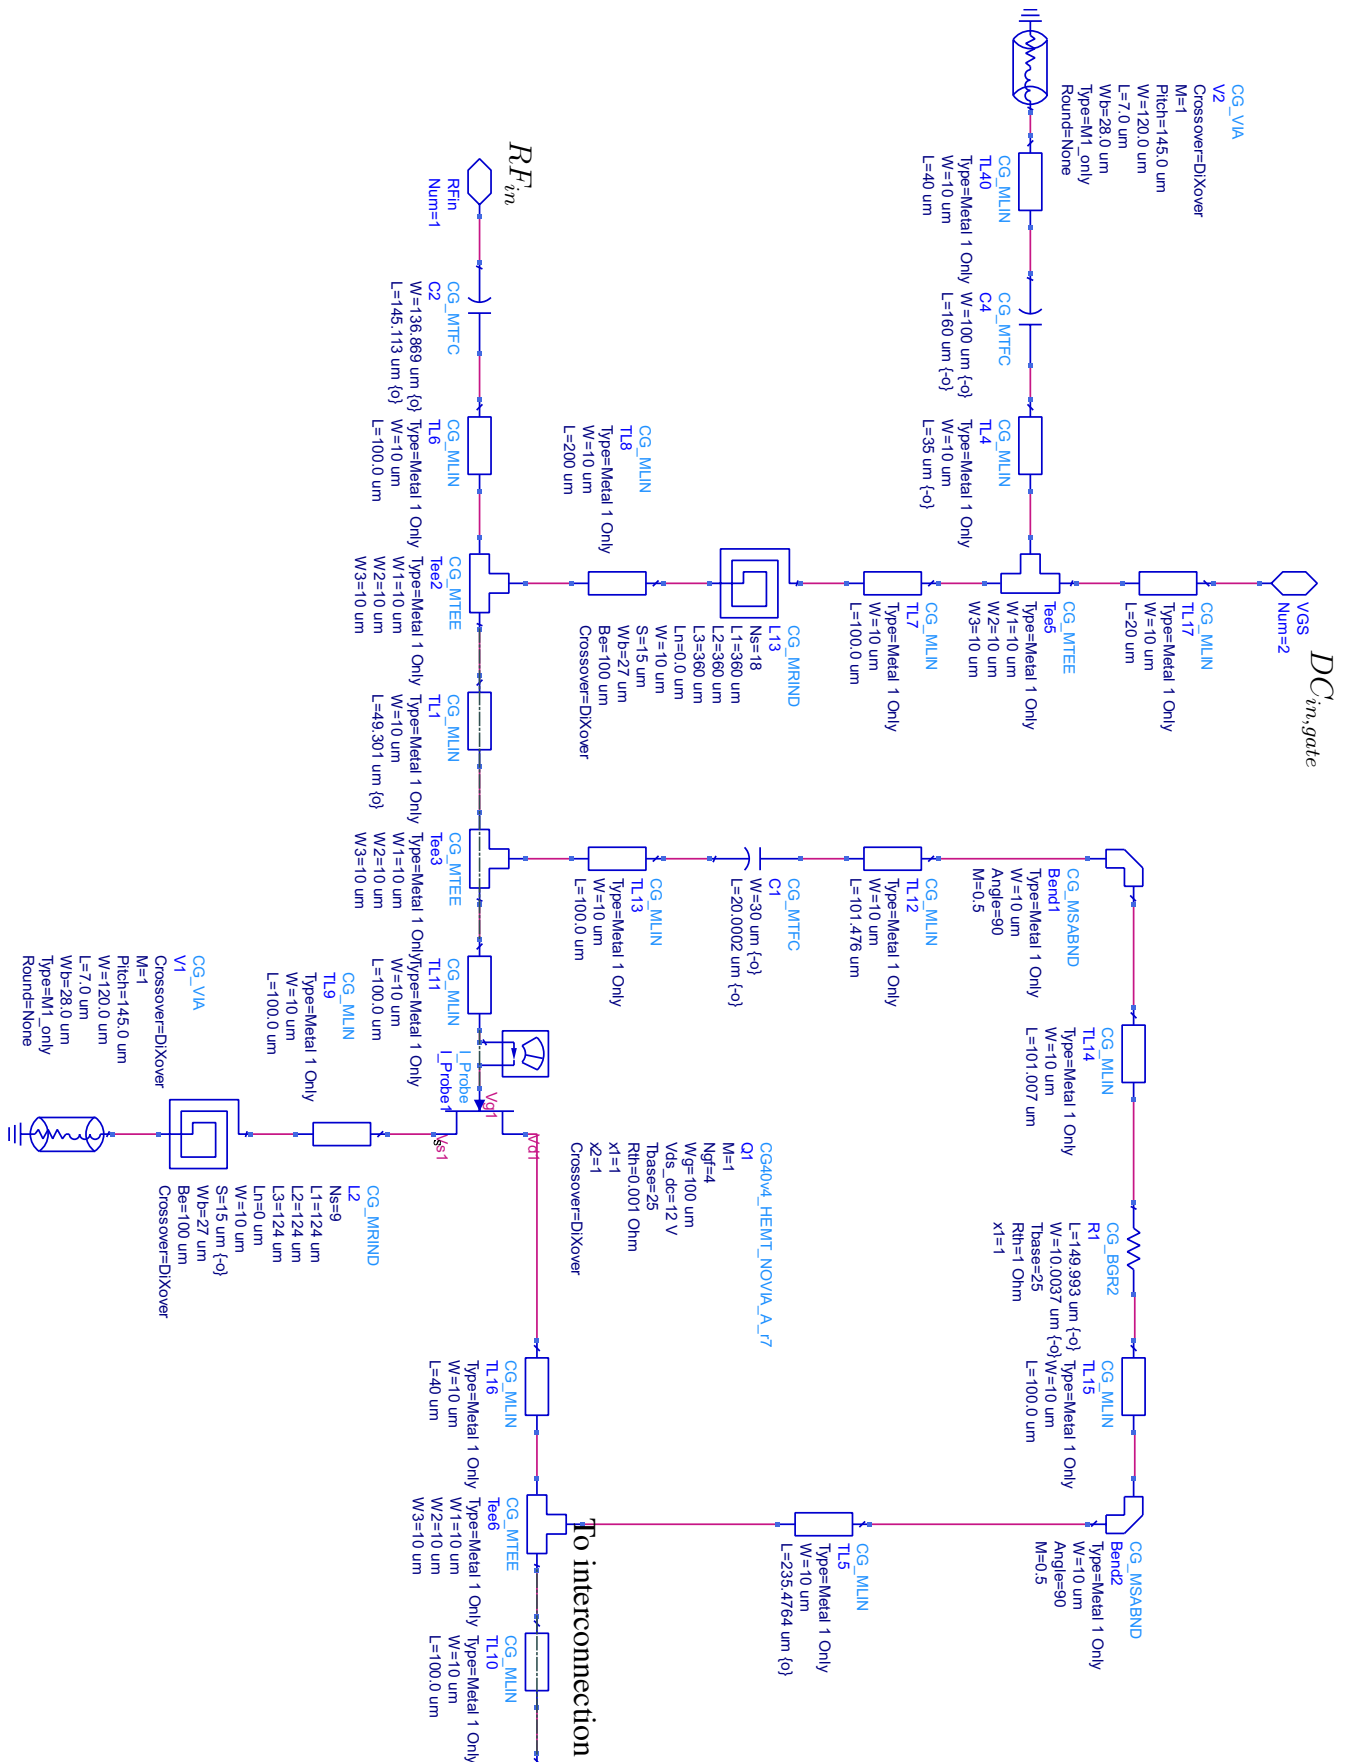 CG_VIA
V2
Crossover=DiXover
M=1
Pitch=145.0 um
W=120.0 um
L=7.0 um
Wb=28.0 um
Type=M1_only
Round=None
CG_MLIN
TL40
Type=Metal 1 Only
W=10 um
L=40 um
CG_MTFC
C4
W=100 um {-o}
L=160 um {-o}
CG_MLIN
TL4
Type=Metal 1 Only
W=10 um
L=35 um {-o}
CG_MTEE
Tee5
Type=Metal 1 Only
W1=10 um
W2=10 um
W3=10 um
CG_MLIN
TL17
Type=Metal 1 Only
W=10 um
L=20 um
VGS
Num=2
DCin,gate
RFin
RFin
Num=1
CG_MTFC
C2
W=136.869 um {o}
L=145.113 um {o}
CG_MLIN
TL6
Type=Metal 1 Only
W=10 um
L=100.0 um
CG_MTEE
Tee2
Type=Metal 1 Only
W1=10 um
W2=10 um
W3=10 um
CG_MLIN
TL8
Type=Metal 1 Only
W=10 um
L=200 um
CG_MRIND
L13
Ns=18
L1=360 um
L2=360 um
L3=360 um
Ln=0.0 um
W=10 um
S=15 um
Wb=27 um
Be=100 um
Crossover=DiXover
CG_MLIN
TL7
Type=Metal 1 Only
W=10 um
L=100.0 um
CG_MLIN
TL1
Type=Metal 1 Only
W=10 um
L=49.301 um {o}
CG_MTEE
Tee3
Type=Metal 1 Only
W1=10 um
W2=10 um
W3=10 um
CG_MLIN
TL13
Type=Metal 1 Only
W=10 um
L=100.0 um
CG_MTFC
C1
W=30 um {-o}
L=20.0002 um {-o}
CG_MLIN
TL12
Type=Metal 1 Only
W=10 um
L=101.476 um
CG_MSABND
Bend1
Type=Metal 1 Only
W=10 um
Angle=90
M=0.5
CG_MLIN
TL14
Type=Metal 1 Only
W=10 um
L=101.007 um
CG_BGR2
R1
L=149.993 um {-o}
W=10.0037 um {-o}
Tbase=25
Rth=1 Ohm
x1=1
CG_MLIN
TL15
Type=Metal 1 Only
W=10 um
L=100.0 um
CG_MSABND
Bend2
Type=Metal 1 Only
W=10 um
Angle=90
M=0.5
CG_MLIN
TL5
Type=Metal 1 Only
W=10 um
L=235.4764 um {o}
CG_MLIN
TL11
Type=Metal 1 Only
W=10 um
L=100.0 um
I_Probe
I_Probe1
Vg1
Vd1
Vs1
s
CG40v4_HEMT_NOVIA_A_r7
Q1
M=1
Ngf=4
Wg=100 um
Vds_dc=12 V
Tbase=25
Rth=0.001 Ohm
x1=1
x2=1
Crossover=DiXover
CG_MLIN
TL9
Type=Metal 1 Only
W=10 um
L=100.0 um
CG_MRIND
L2
Ns=9
L1=124 um
L2=124 um
L3=124 um
Ln=0 um
W=10 um
S=15 um {-o}
Wb=27 um
Be=100 um
Crossover=DiXover
CG_VIA
V1
Crossover=DiXover
M=1
Pitch=145.0 um
W=120.0 um
L=7.0 um
Wb=28.0 um
Type=M1_only
Round=None
CG_MLIN
TL16
Type=Metal 1 Only
W=10 um
L=40 um
CG_MTEE
Tee6
Type=Metal 1 Only
W1=10 um
W2=10 um
W3=10 um
CG_MLIN
TL10
Type=Metal 1 Only
W=10 um
L=100.0 um
To interconnection